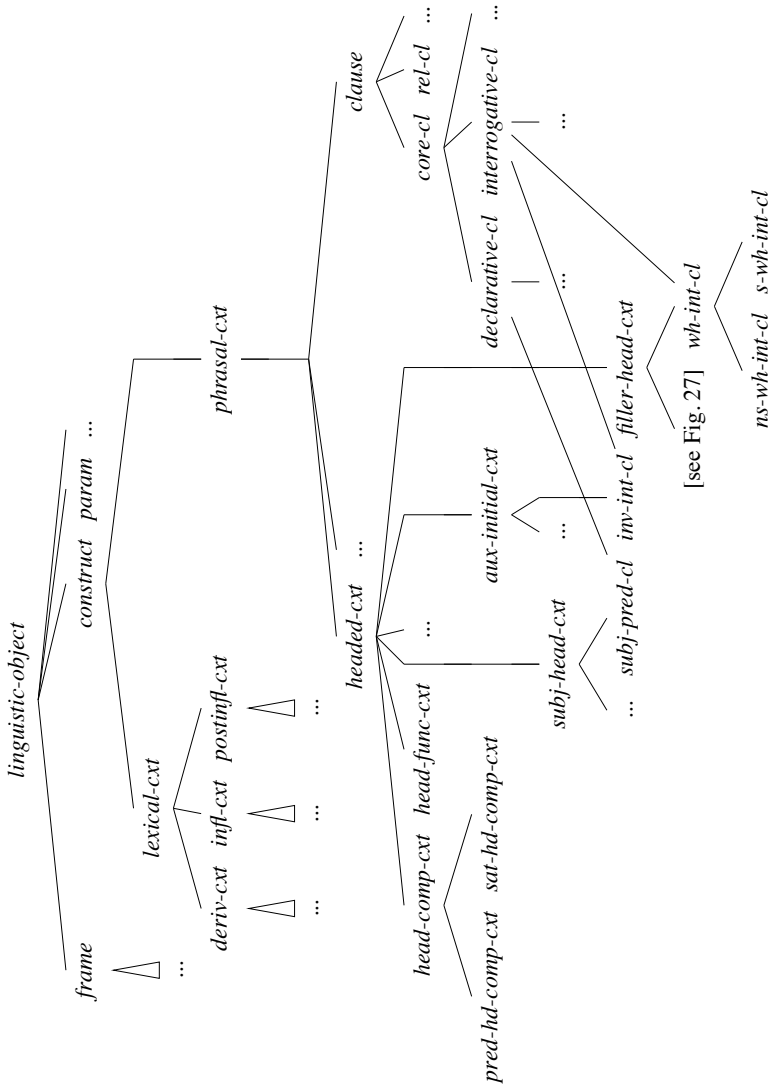 linguistic-object
frame construct param ...
lexical-cxt
...
deriv-cxt infl-cxt postinfl-cxt phrasal-cxt
... ... ...
headed-cxt ... clause
head-comp-cxt head-func-cxt ... core-cl rel-cl ...
pred-hd-comp-cxt sat-hd-comp-cxt aux-initial-cxt declarative-cl interrogative-cl ...
subj-head-cxt ... ... ...
... subj-pred-cl inv-int-cl filler-head-cxt
[see Fig. 27] wh-int-cl
ns-wh-int-cl s-wh-int-cl